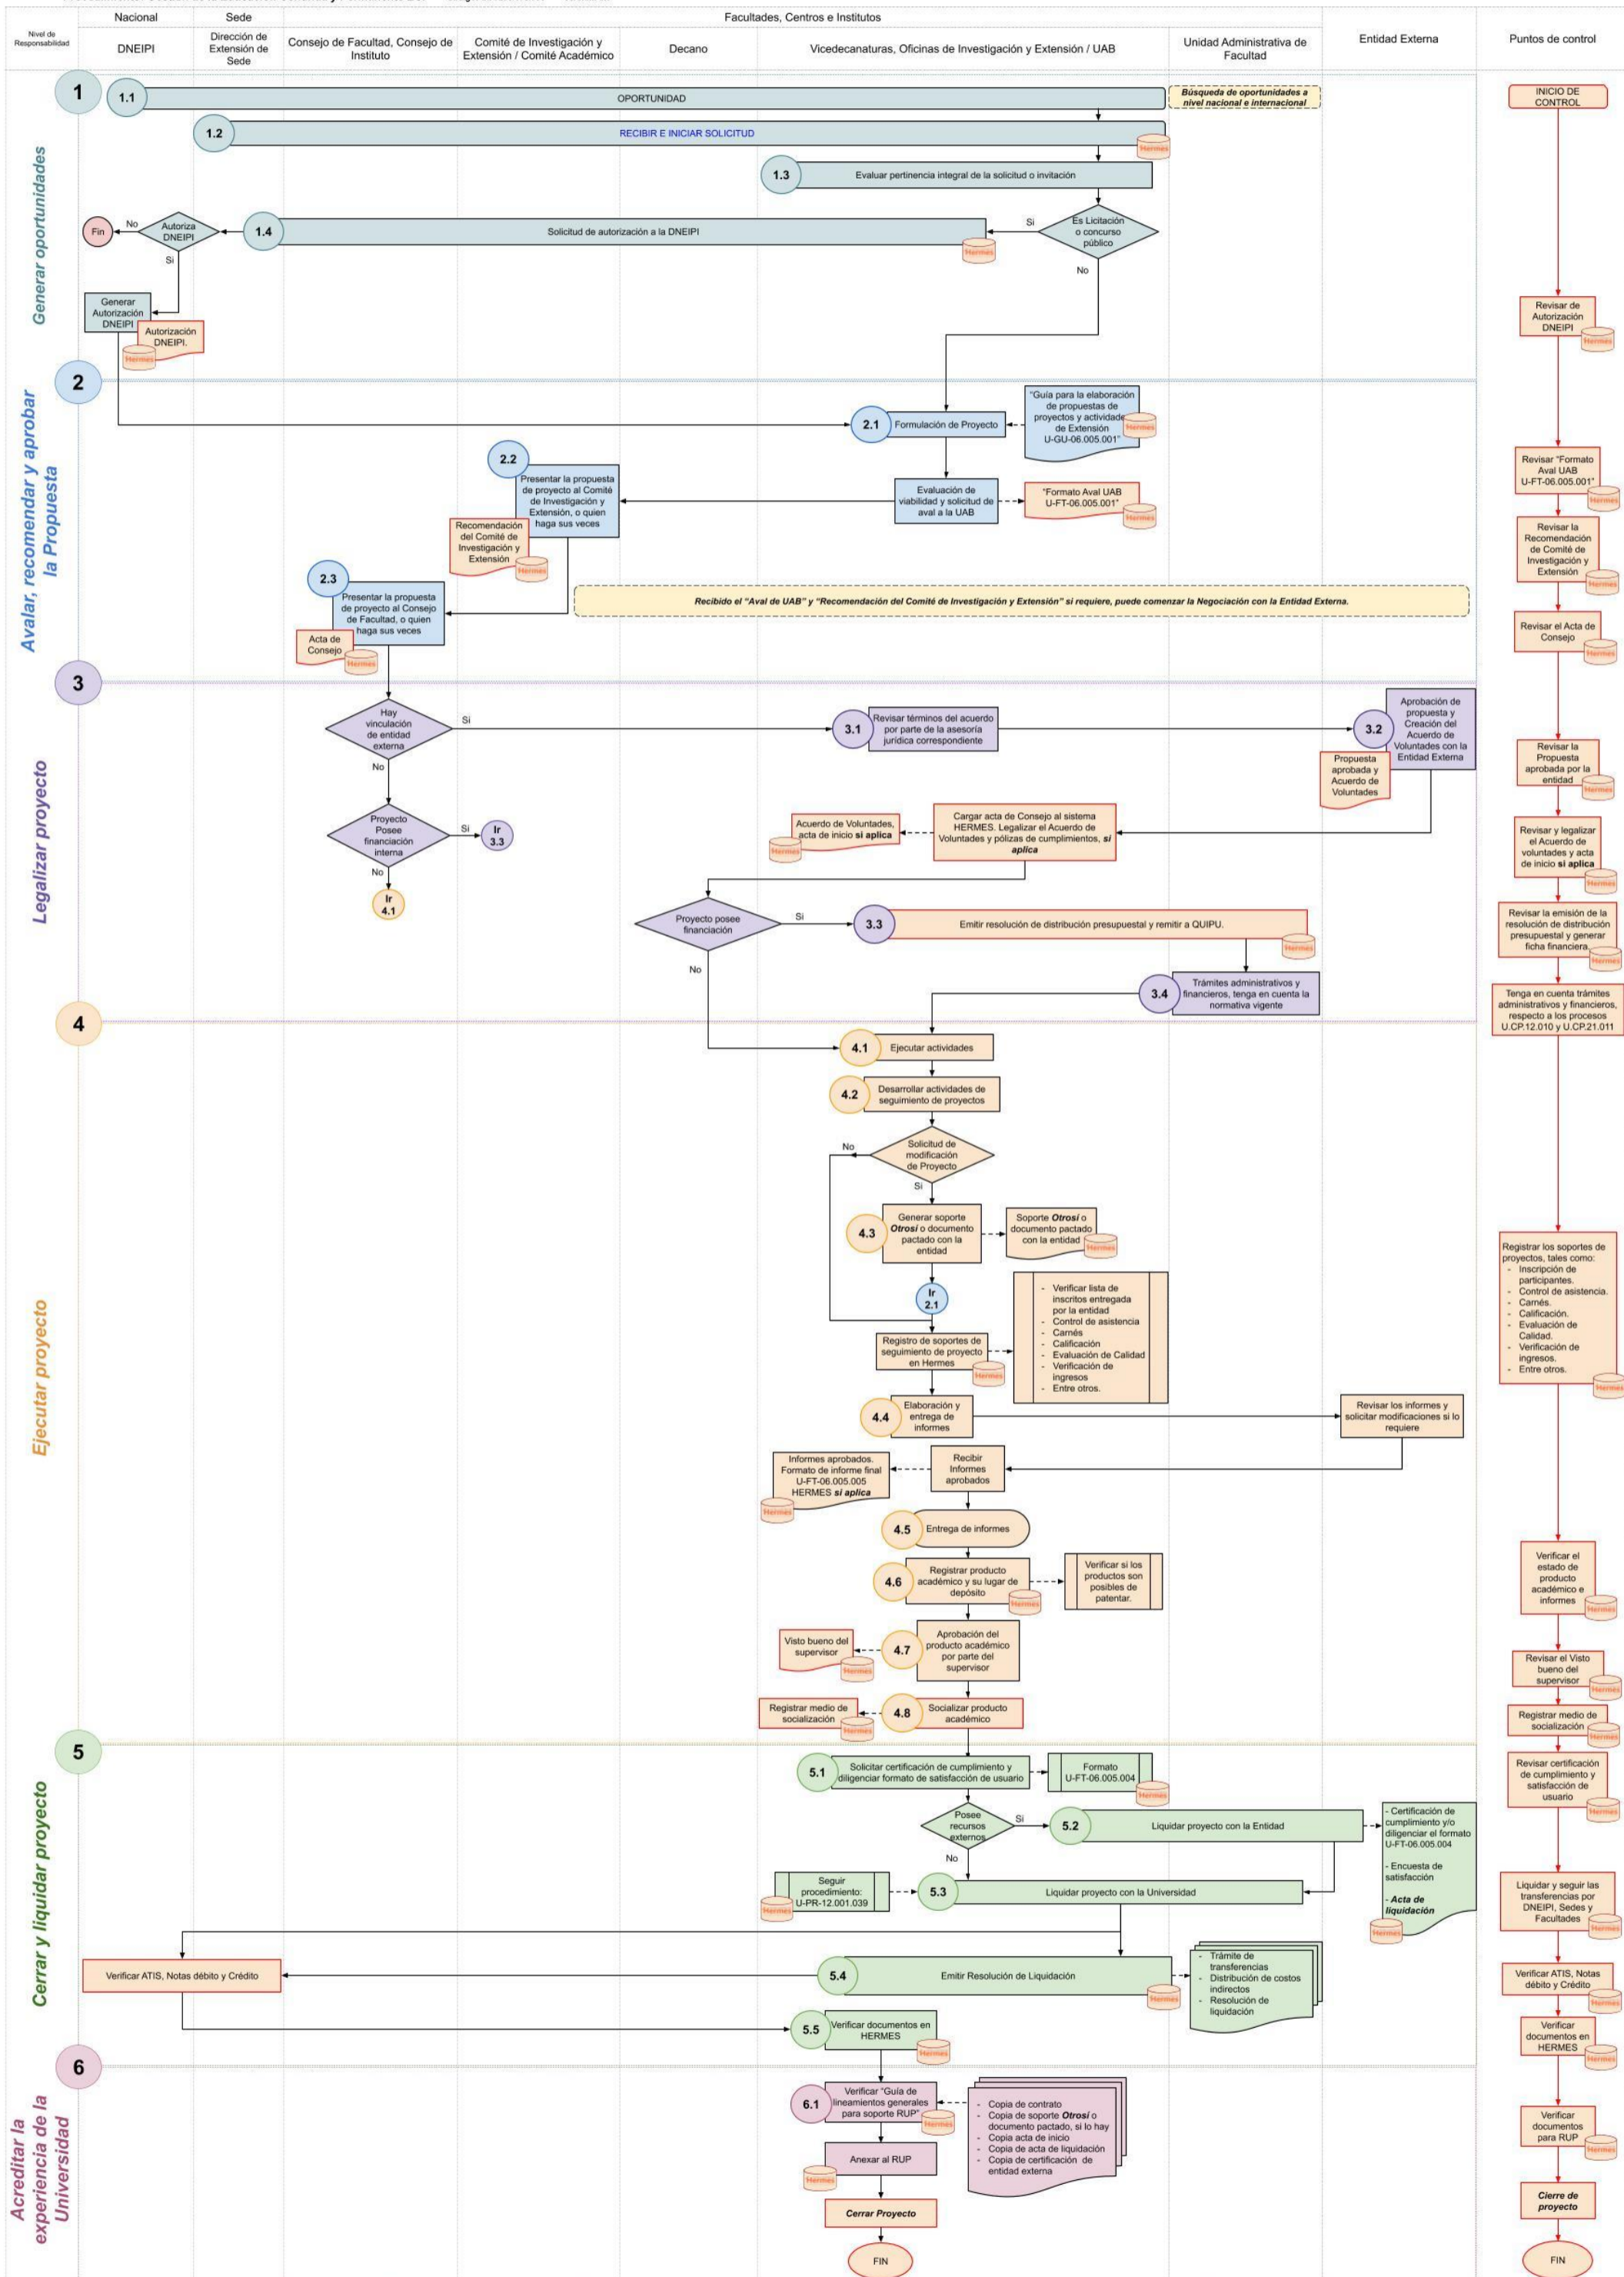 Nacional
Sede
Facultades, Centros e Institutos
Nivel de
Responsabilidad
DNEIPI
Dirección de
Extensión de
Sede
Consejo de Facultad, Consejo de
Instituto
Comité de Investigación y
Extensión / Comité Académico
Decano
Vicedecanaturas, Oficinas de Investigación y Extensión / UAB
Unidad Administrativa de
Facultad
Entidad Externa
Puntos de control
1
Generar oportunidades
1.1
OPORTUNIDAD
Búsqueda de oportunidades a
nivel nacional e internacional
1.2
RECIBIR E INICIAR SOLICITUD
Hermes
1.3
Evaluar pertinencia integral de la solicitud o invitación
Es Licitación
o concurso
público
Si
No
1.4
Solicitud de autorización a la DNEIPI
Hermes
Autoriza
DNEIPI
No
Fin
Si
Generar
Autorización
DNEIPI
Autorización
DNEIPI.
Hermes
2
Avalar, recomendar y aprobar
la Propuesta
2.1
Formulación de Proyecto
"Guía para la elaboración
de propuestas de
proyectos y actividade
de Extensión
U-GU-06.005.001"
Hermes
Evaluación de
viabilidad y solicitud de
aval a la UAB
"Formato Aval UAB
U-FT-06.005.001"
Hermes
2.2
Presentar la propuesta
de proyecto al Comité
de Investigación y
Extensión, o quien
haga sus veces
Recomendación
del Comité de
Investigación y
Extensión
Hermes
2.3
Presentar la propuesta
de proyecto al Consejo
de Facultad, o quien
haga sus veces
Acta de
Consejo
Hermes
Recibido el "Aval de UAB" y "Recomendación del Comité de Investigación y Extensión" si requiere, puede comenzar la Negociación con la Entidad Externa.
3
Legalizar proyecto
Hay
vinculación
de entidad
externa
Si
No
3.1
Revisar términos del acuerdo
por parte de la asesoría
jurídica correspondiente
3.2
Aprobación de
propuesta y
Creación del
Acuerdo de
Voluntades con la
Entidad Externa
Propuesta
aprobada y
Acuerdo de
Voluntades
Proyecto
Posee
financiación
interna
Si
Ir
3.3
No
Ir
4.1
Cargar acta de Consejo al sistema
HERMES. Legalizar el Acuerdo de
Voluntades y pólizas de cumplimientos, si
aplica
Acuerdo de Voluntades,
acta de inicio si aplica
Hermes
Proyecto posee
financiación
Si
No
3.3
Emitir resolución de distribución presupuestal y remitir a QUIPU.
Hermes
3.4
Trámites administrativos y
financieros, tenga en cuenta la
normativa vigente
4
Ejecutar proyecto
4.1
Ejecutar actividades
4.2
Desarrollar actividades de
seguimiento de proyectos
Solicitud de
modificación
de Proyecto
No
Si
4.3
Generar soporte
Otrosí o documento
pactado con la
entidad
Soporte Otrosí o
documento pactado
con la entidad
Hermes
Ir
2.1
Registro de soportes de
seguimiento de proyecto
en Hermes
Hermes
- Verificar lista de
inscritos entregada
por la entidad
- Control de asistencia
- Carnés
- Calificación
- Evaluación de Calidad
- Verificación de
ingresos
- Entre otros.
4.4
Elaboración y
entrega de
informes
Revisar los informes y
solicitar modificaciones si lo
requiere
Recibir
Informes
aprobados
Informes aprobados.
Formato de informe final
U-FT-06.005.005
HERMES si aplica
Hermes
4.5
Entrega de informes
4.6
Registrar producto
académico y su lugar de
depósito
Hermes
Verificar si los
productos son
posibles de
patentar.
4.7
Aprobación del
producto académico
por parte del
supervisor
Visto bueno del
supervisor
Hermes
4.8
Socializar producto
académico
Registrar medio de
socialización
Hermes
5
Cerrar y liquidar proyecto
5.1
Solicitar certificación de cumplimiento y
diligenciar formato de satisfacción de usuario
Formato
U-FT-06.005.004
Hermes
Posee
recursos
externos
Si
No
5.2
Liquidar proyecto con la Entidad
- Certificación de
cumplimiento y/o
diligenciar el formato
U-FT-06.005.004
- Encuesta de
satisfacción
- Acta de
liquidación
Hermes
Seguir
procedimiento:
U-PR-12.001.039
Hermes
5.3
Liquidar proyecto con la Universidad
5.4
Emitir Resolución de Liquidación
Hermes
- Trámite de
transferencias
- Distribución de costos
indirectos
- Resolución de
liquidación
Verificar ATIS, Notas débito y Crédito
5.5
Verificar documentos en
HERMES
Hermes
6
Acreditar la
experiencia de la
Universidad
6.1
Verificar "Guía de
lineamientos generales
para soporte RUP"
Hermes
- Copia de contrato
- Copia de soporte Otrosí o
documento pactado, si lo hay
- Copia acta de inicio
- Copia de acta de liquidación
- Copia de certificación de
entidad externa
Anexar al RUP
Hermes
Cerrar Proyecto
FIN
INICIO DE
CONTROL
Revisar de
Autorización
DNEIPI
Hermes
Revisar "Formato
Aval UAB
U-FT-06.005.001"
Hermes
Revisar la
Recomendación
de Comité de
Investigación y
Extensión
Hermes
Revisar el Acta de
Consejo
Hermes
Revisar la
Propuesta
aprobada por la
entidad
Hermes
Revisar y legalizar
el Acuerdo de
voluntades y acta
de inicio si aplica
Hermes
Revisar la emisión de la
resolución de distribución
presupuestal y generar
ficha financiera.
Hermes
Tenga en cuenta trámites
administrativos y financieros,
respecto a los procesos
U.CP.12.010 y U.CP.21.011
Registrar los soportes de
proyectos, tales como:
- Inscripción de
participantes.
- Control de asistencia.
- Carnés.
- Calificación.
- Evaluación de
Calidad.
- Verificación de
ingresos.
- Entre otros.
Hermes
Verificar el
estado de
producto
académico e
informes
Hermes
Revisar el Visto
bueno del
supervisor
Hermes
Registrar medio de
socialización
Hermes
Revisar certificación
de cumplimiento y
satisfacción de
usuario
Hermes
Liquidar y seguir las
transferencias por
DNEIPI, Sedes y
Facultades
Hermes
Verificar ATIS, Notas
débito y Crédito
Hermes
Verificar
documentos en
HERMES
Hermes
Verificar
documentos
para RUP
Hermes
Cierre de
proyecto
FIN